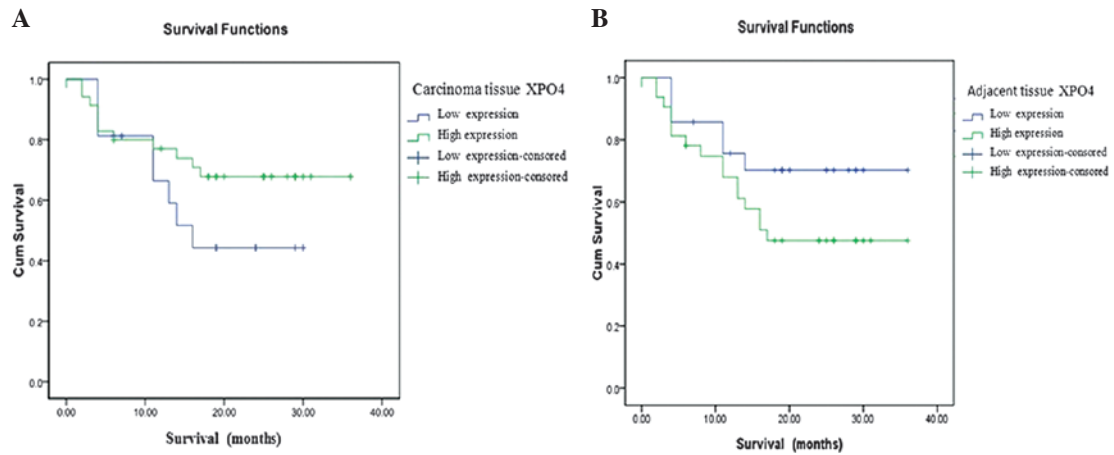 A
Survival Functions
Cum Survival
1.0
0.8
0.6
0.4
0.2
0.0
0.00
10.00
20.00
30.00
40.00
Survival (months)
Carcinoma tissue XPO4
Low expression
High expression
Low expression-consored
High expression-consored
B
Survival Functions
Cum Survival
1.0
0.8
0.6
0.4
0.2
0.0
0.00
10.00
20.00
30.00
40.00
Survival (months)
Adjacent tissue XPO4
Low expression
High expression
Low expression-consored
High expression-consored